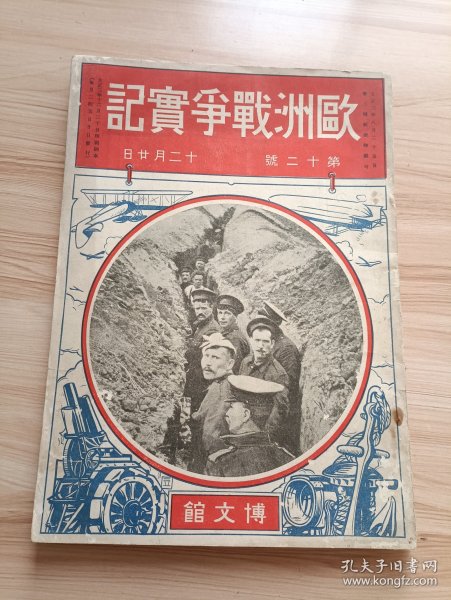 歐洲戰爭實記
第十二號 十二月廿日
博文館
孔夫子旧书网
www.kongfz.com